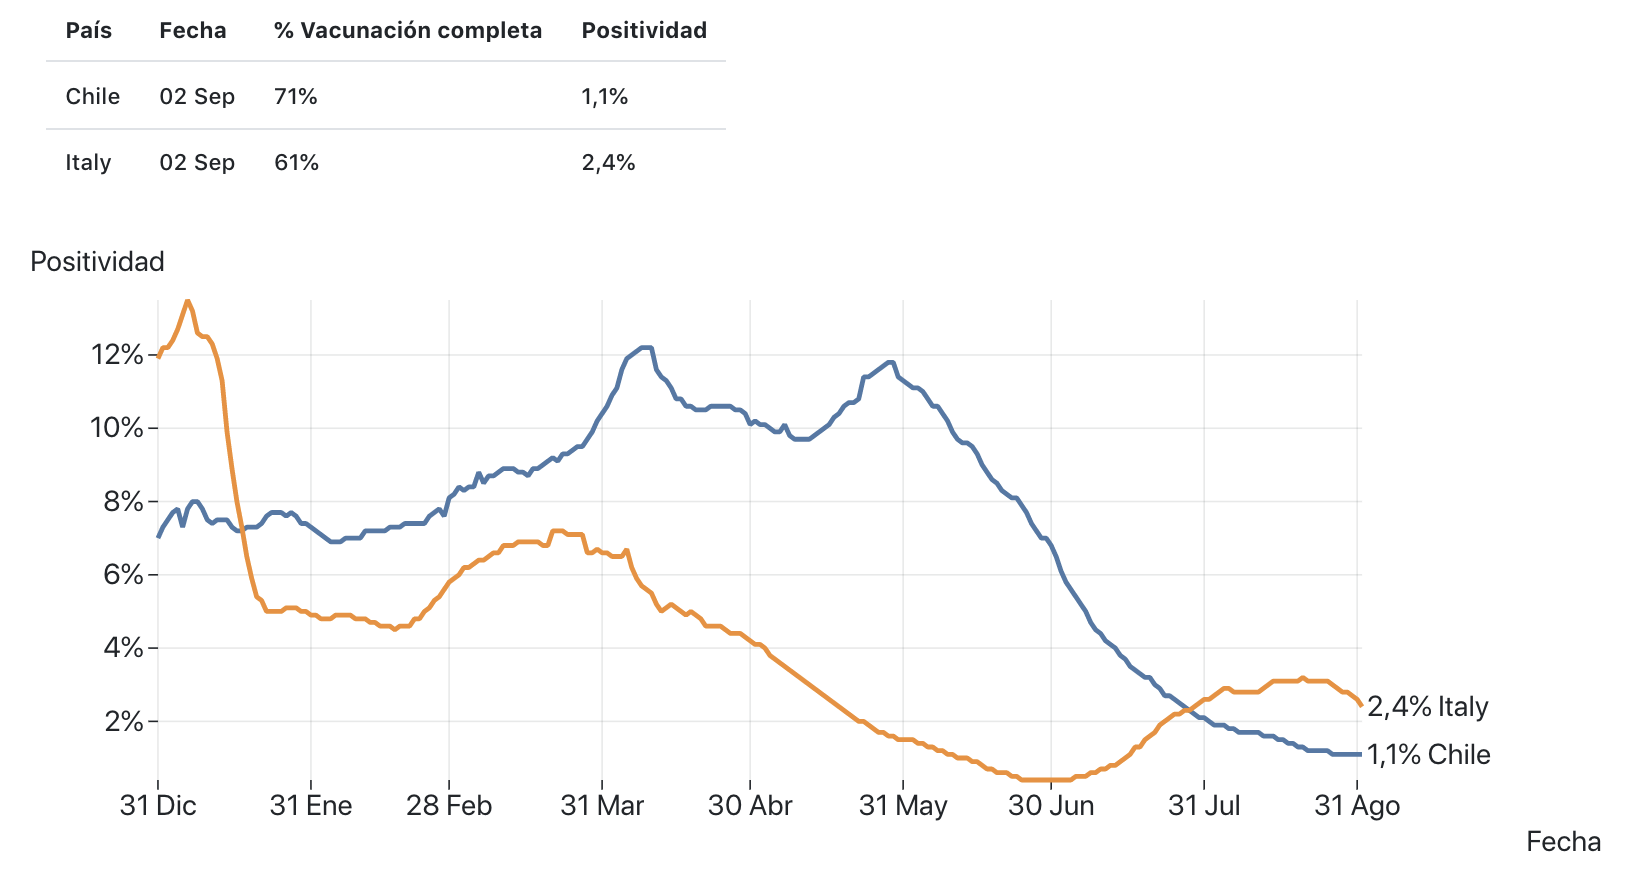 País Fecha % Vacunación completa Positividad
Chile 02 Sep 71% 1,1%
Italy 02 Sep 61% 2,4%
Positividad
12%
10%
8%
6%
4%
2%
2,4% Italy
1,1% Chile
31 Dic 31 Ene 28 Feb 31 Mar 30 Abr 31 May 30 Jun 31 Jul 31 Ago
Fecha